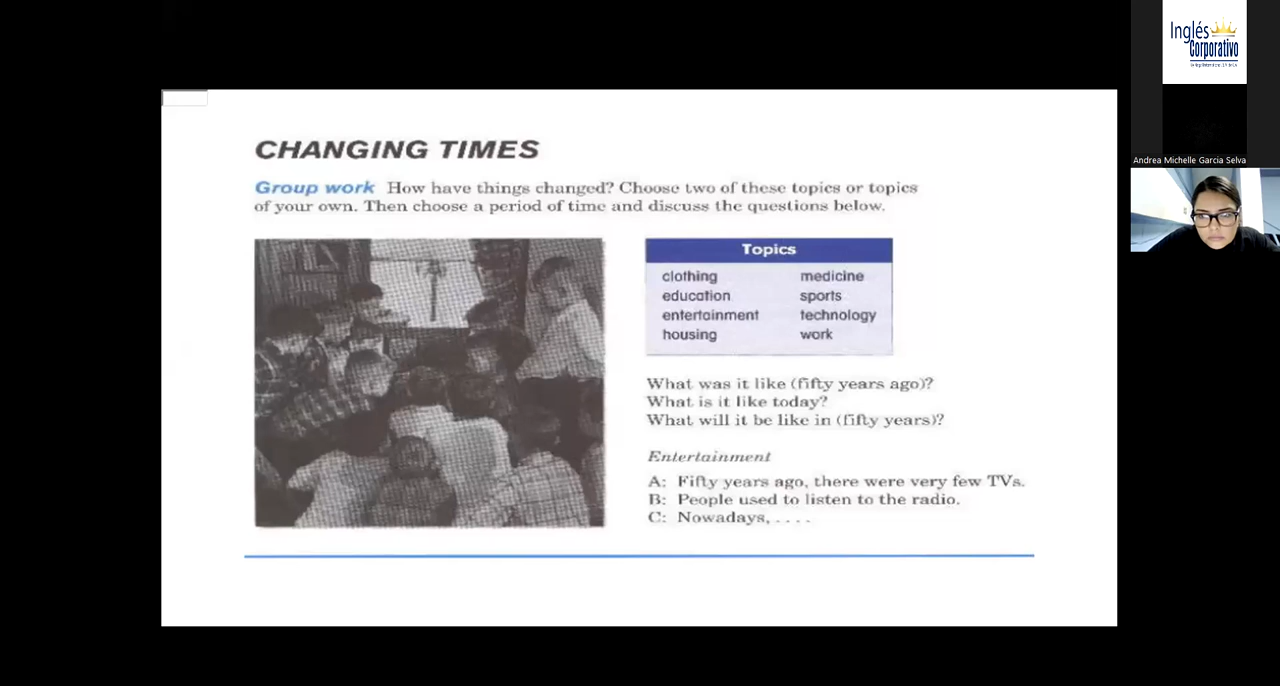 CHANGING TIMES
Group work How have things changed? Choose two of these topics or topics
of your own. Then choose a period of time and discuss the questions below.
Topics
clothing medicine
education sports
entertainment technology
housing work
What was it like (fifty years ago)?
What is it like today?
What will it be like in (fifty years)?
Entertainment
A: Fifty years ago, there were very few TVs.
B: People used to listen to the radio.
C: Nowadays, . . . .
Inglés
Corporativo
Andrea Michelle Garcia Selva